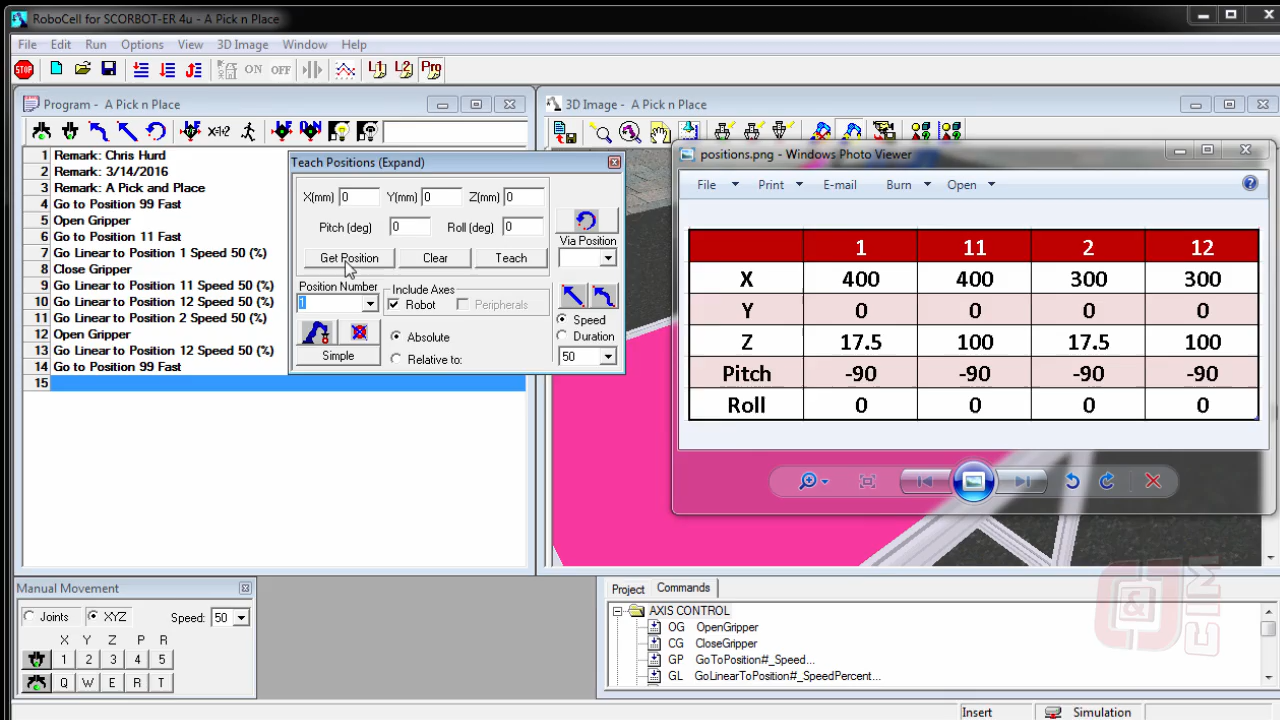 RoboCell for SCORBOT-ER 4u - A Pick n Place
File Edit Run Options View 3D Image Window Help
STOP ON OFF L1 L2 Pro
Program - A Pick n Place
3D Image - A Pick n Place
1 Remark: Chris Hurd
2 Remark: 3/14/2016
3 Remark: A Pick and Place
4 Go to Position 99 Fast
5 Open Gripper
6 Go to Position 11 Fast
7 Go Linear to Position 1 Speed 50 (%)
8 Close Gripper
9 Go Linear to Position 11 Speed 50 (%)
10 Go Linear to Position 12 Speed 50 (%)
11 Go Linear to Position 2 Speed 50 (%)
12 Open Gripper
13 Go Linear to Position 12 Speed 50 (%)
14 Go to Position 99 Fast
15
Teach Positions (Expand)
X(mm) 0 Y(mm) 0 Z(mm) 0
Pitch (deg) 0 Roll (deg) 0
Via Position
Get Position Clear Teach
Position Number Include Axes
1 Robot Peripherals
Speed
Absolute Duration
Simple Relative to: 50
positions.png - Windows Photo Viewer
File Print E-mail Burn Open
1 11 2 12
X 400 400 300 300
Y 0 0 0 0
Z 17.5 100 17.5 100
Pitch -90 -90 -90 -90
Roll 0 0 0 0
Manual Movement
Joints XYZ Speed: 50
X Y Z P R
1 2 3 4 5
Q W E R T
Project Commands
AXIS CONTROL
OG OpenGripper
CG CloseGripper
GP GoToPosition#_Speed...
GL GoLinearToPosition#_SpeedPercent...
J&J CIM
Insert Simulation